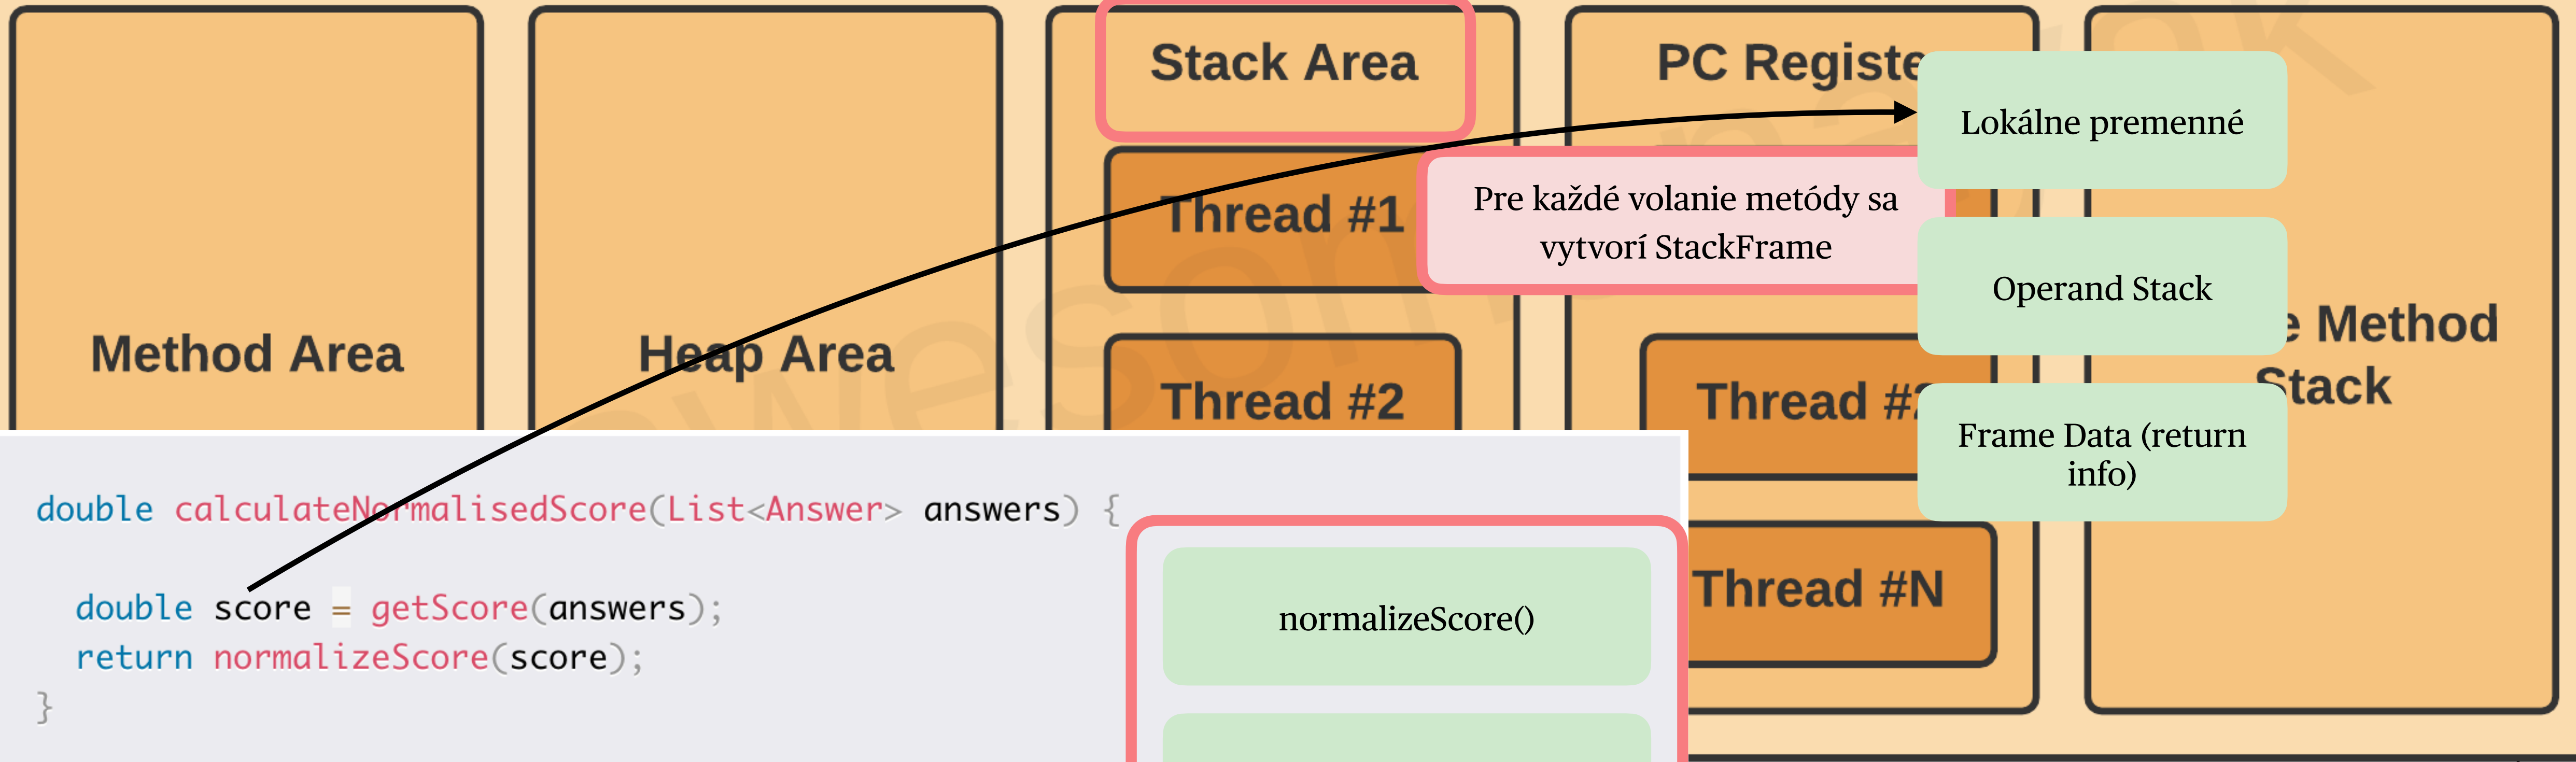 Method Area
Heap Area
Stack Area
Thread #1
Thread #2
PC Registe
Thread #
Thread #N
e Method
Stack
Pre každé volanie metódy sa
vytvorí StackFrame
Lokálne premenné
Operand Stack
Frame Data (return
info)
double calculateNormalisedScore(List<Answer> answers) {
double score = getScore(answers);
return normalizeScore(score);
}
normalizeScore()